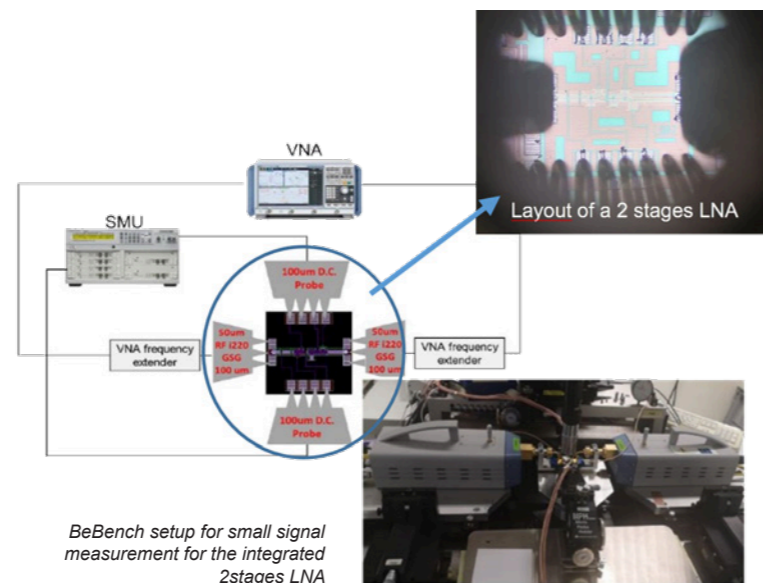 VNA
SMU
Layout of a 2 stages LNA
100um D.C.
Probe
50um
RF i220
GSG
100 um
50um
RF i220
GSG
100 um
VNA frequency
extender
VNA frequency
extender
100um D.C.
Probe
BeBench setup for small signal
measurement for the integrated
2stages LNA